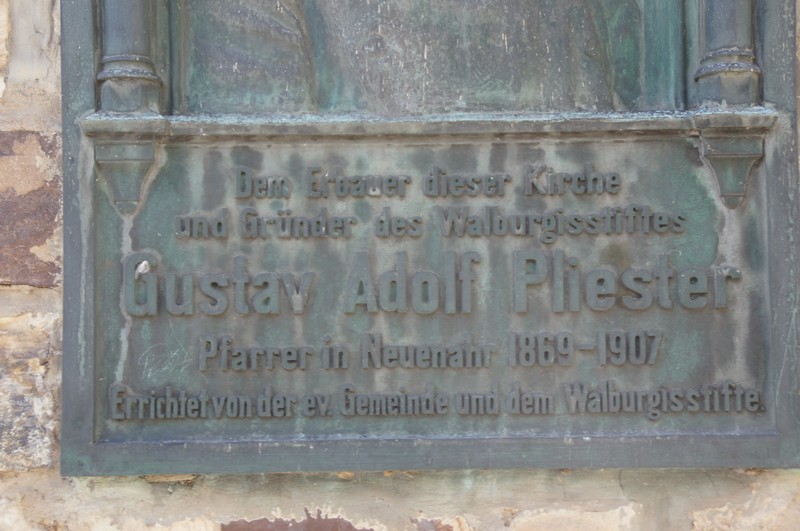 Dem Erbauer dieser Kirche
und Gründer des Walburgisstiftes
Gustav Adolf Pliester
Pfarrer in Neuenahr 1869-1907
Errichtet von der ev. Gemeinde und dem Walburgisstifte.